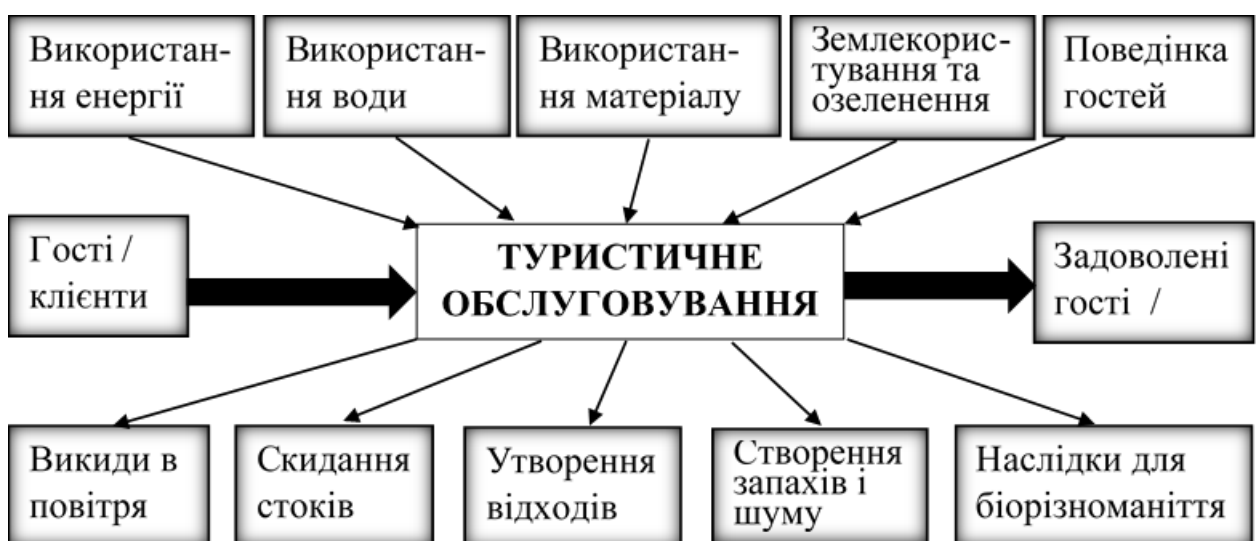 Використан-
ня енергії
Використан-
ня води
Використан-
ня матеріалу
Землекорис-
тування та
озеленення
Поведінка
гостей
Гості /
клієнти
ТУРИСТИЧНЕ
ОБСЛУГОВУВАННЯ
Задоволені
гості /
Викиди в
повітря
Скидання
стоків
Утворення
відходів
Створення
запахів і
шуму
Наслідки для
біорізноманіття